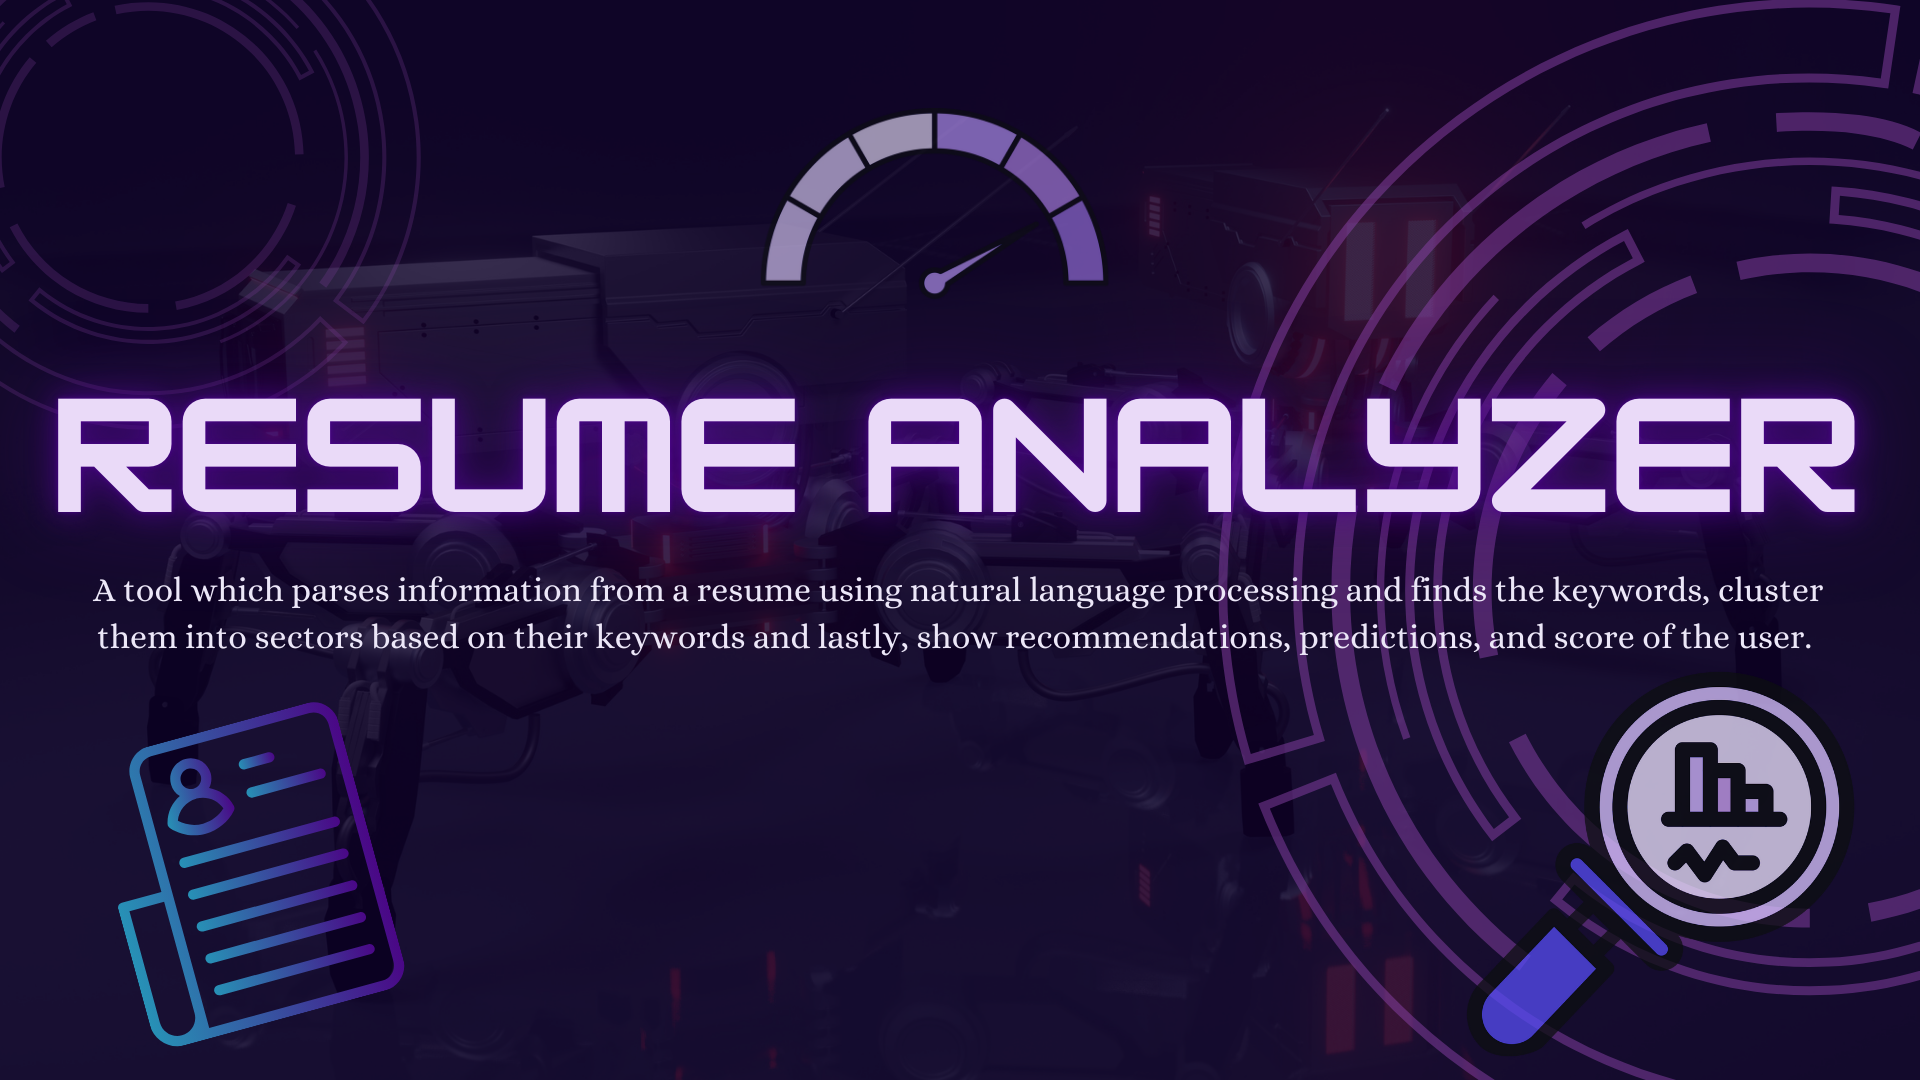 RESUME ANALYZER
A tool which parses information from a resume using natural language processing and finds the keywords, cluster
them into sectors based on their keywords and lastly, show recommendations, predictions, and score of the user.